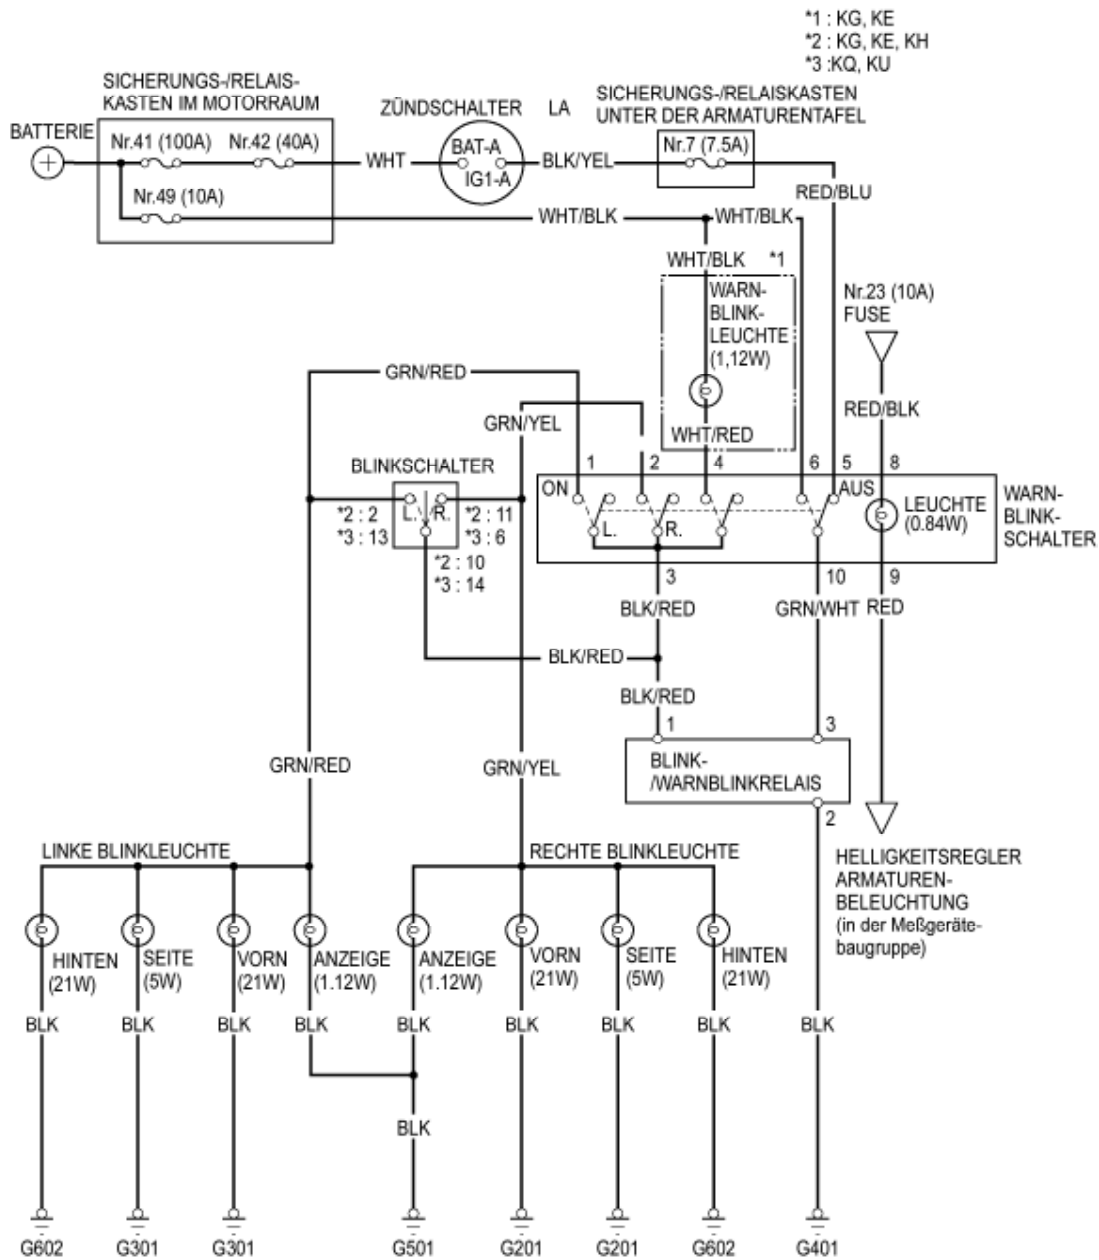 *1 : KG, KE
*2 : KG, KE, KH
*3 :KQ, KU
SICHERUNGS-/RELAIS-
KASTEN IM MOTORRAUM
ZÜNDSCHALTER
LA
SICHERUNGS-/RELAISKASTEN
UNTER DER ARMATURENTAFEL
BATTERIE
Nr.41 (100A)
Nr.42 (40A)
WHT
BAT-A
IG1-A
BLK/YEL
Nr.7 (7.5A)
RED/BLU
Nr.49 (10A)
WHT/BLK
WHT/BLK
WHT/BLK
*1
WARN-
BLINK-
LEUCHTE
(1,12W)
Nr.23 (10A)
FUSE
GRN/RED
GRN/YEL
WHT/RED
RED/BLK
BLINKSCHALTER
1
2
4
6
5
8
ON
AUS
LEUCHTE
(0.84W)
WARN-
BLINK-
SCHALTER
L.
R.
L.
R.
*2 : 2
*3 : 13
*2 : 11
*3 : 6
*2 : 10
*3 : 14
3
10
9
BLK/RED
GRN/WHT
RED
BLK/RED
BLK/RED
1
3
GRN/RED
GRN/YEL
BLINK-
/WARNBLINKRELAIS
2
LINKE BLINKLEUCHTE
RECHTE BLINKLEUCHTE
HELLIGKEITSREGLER
ARMATUREN-
BELEUCHTUNG
(in der Meßgeräte-
baugruppe)
HINTEN
(21W)
SEITE
(5W)
VORN
(21W)
ANZEIGE
(1.12W)
ANZEIGE
(1.12W)
VORN
(21W)
SEITE
(5W)
HINTEN
(21W)
BLK
BLK
BLK
BLK
BLK
BLK
BLK
BLK
BLK
BLK
G602
G301
G301
G501
G201
G201
G602
G401